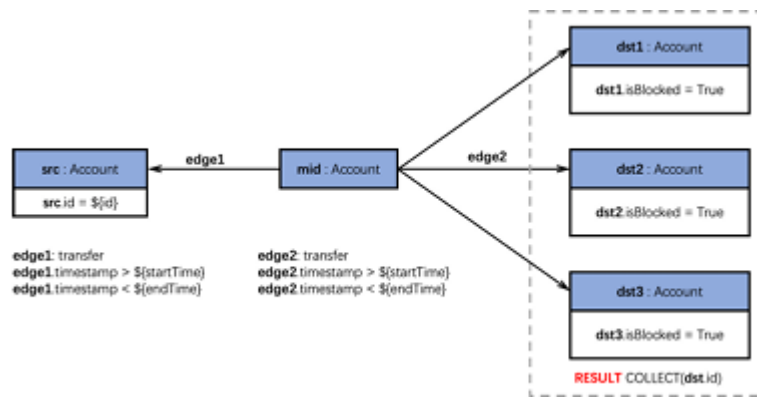 dst1 : Account
dst1.isBlocked = True
edge1
edge2
src : Account
mid : Account
dst2 : Account
src.id = ${id}
dst2.isBlocked = True
edge1: transfer
edge1.timestamp > ${startTime}
edge1.timestamp < ${endTime}
edge2: transfer
edge2.timestamp > ${startTime}
edge2.timestamp < ${endTime}
dst3 : Account
dst3.isBlocked = True
RESULT COLLECT(dst.id)